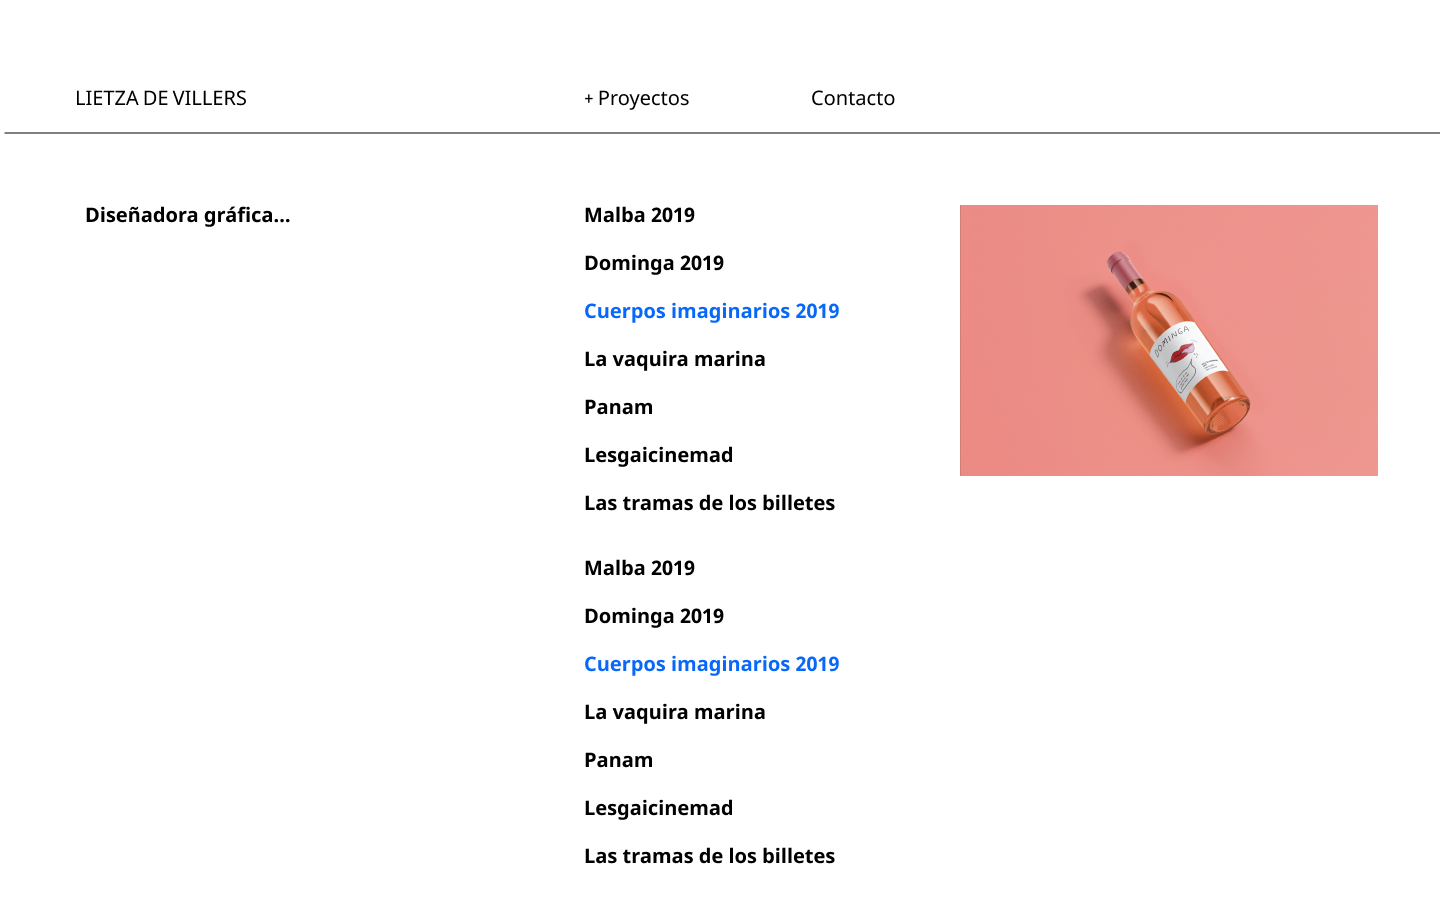 LIETZA DE VILLERS
+ Proyectos
Contacto
Diseñadora gráfica...
Malba 2019
Dominga 2019
Cuerpos imaginarios 2019
La vaquira marina
Panam
Lesgaicinemad
Las tramas de los billetes
Malba 2019
Dominga 2019
Cuerpos imaginarios 2019
La vaquira marina
Panam
Lesgaicinemad
Las tramas de los billetes
DOMINGA